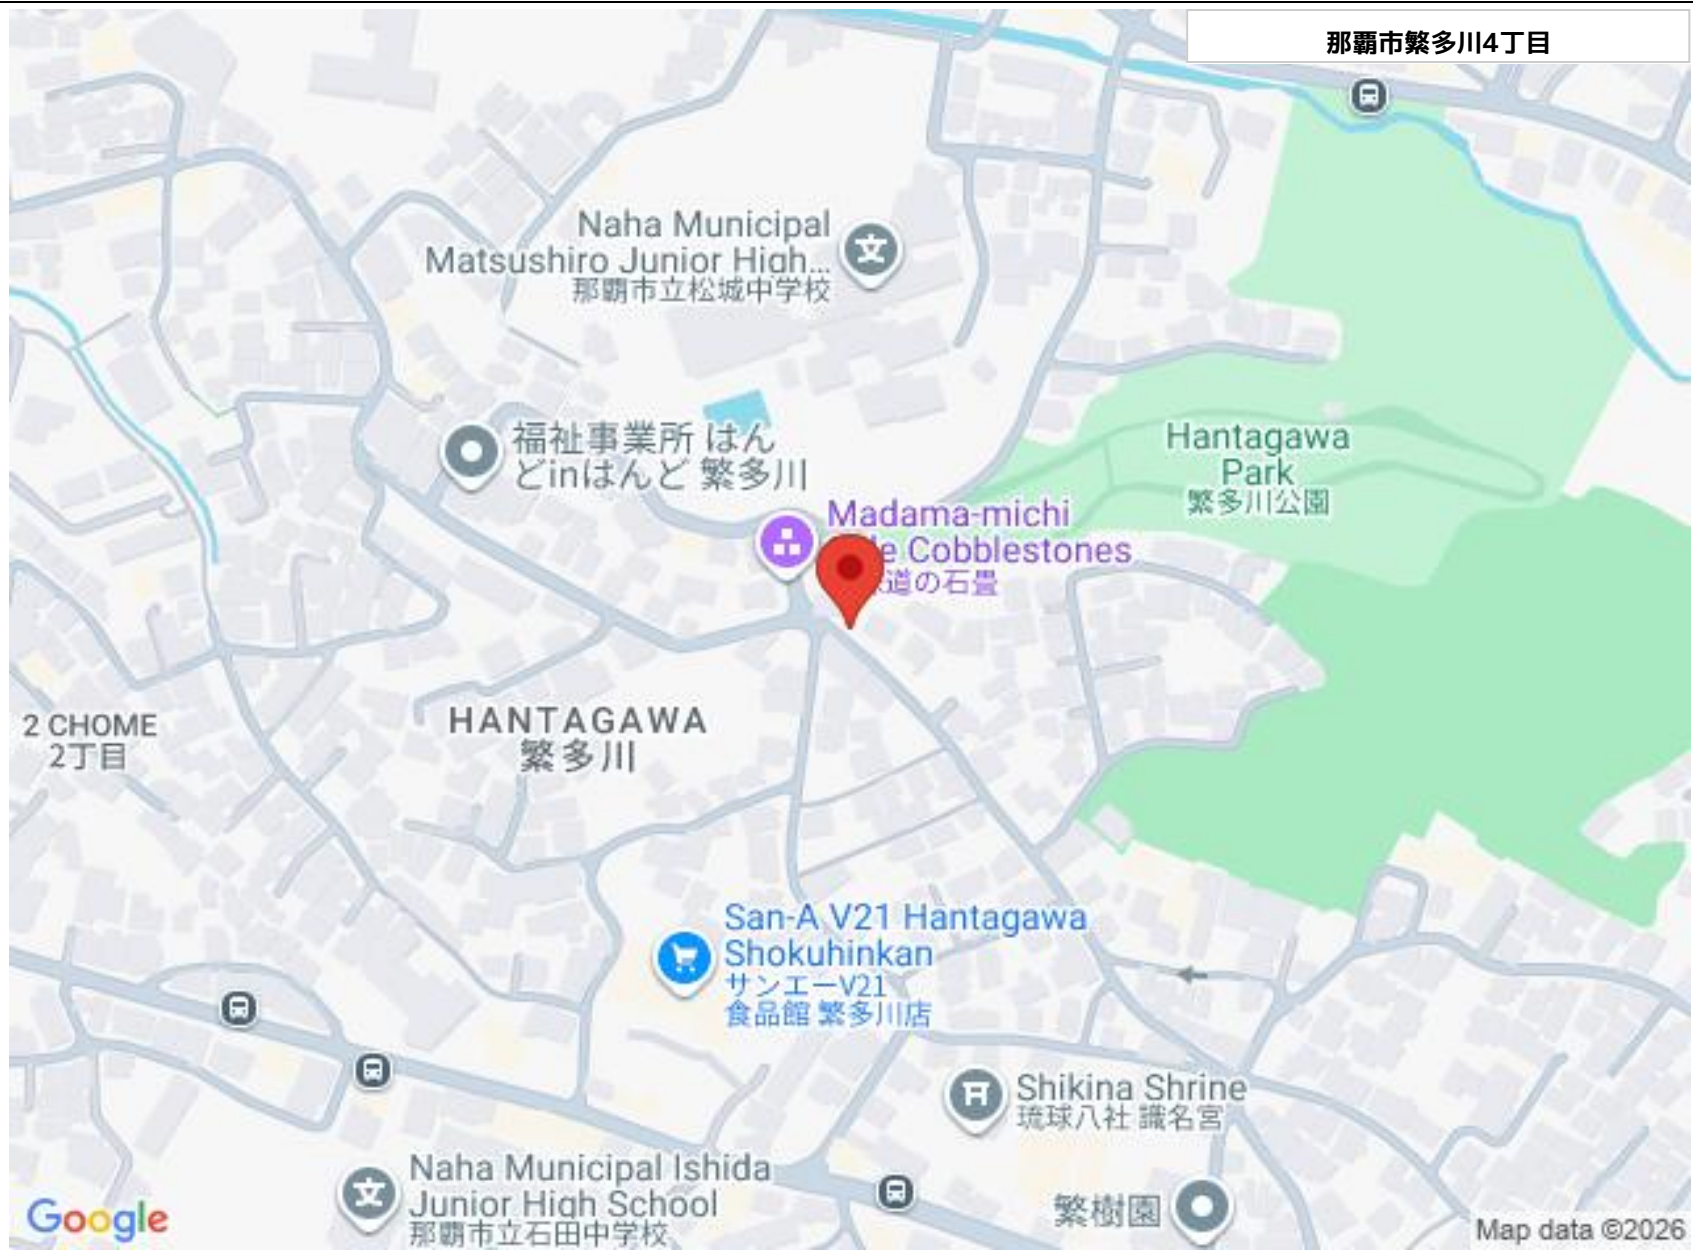 那覇市繁多川4丁目
Naha Municipal
Matsushiro Junior High...
那覇市立松城中学校
福祉事業所 はん
どinはんど 繁多川
Hantagawa
Park
繁多川公園
Madama-michi
Cobblestones
道の石畳
2 CHOME
2丁目
HANTAGAWA
繁多川
San-A V21 Hantagawa
Shokuhinkan
サンエーV21
食品館 繁多川店
Shikina Shrine
琉球八社 識名宮
Naha Municipal Ishida
Junior High School
那覇市立石田中学校
繁樹園
Google
Map data ©2026